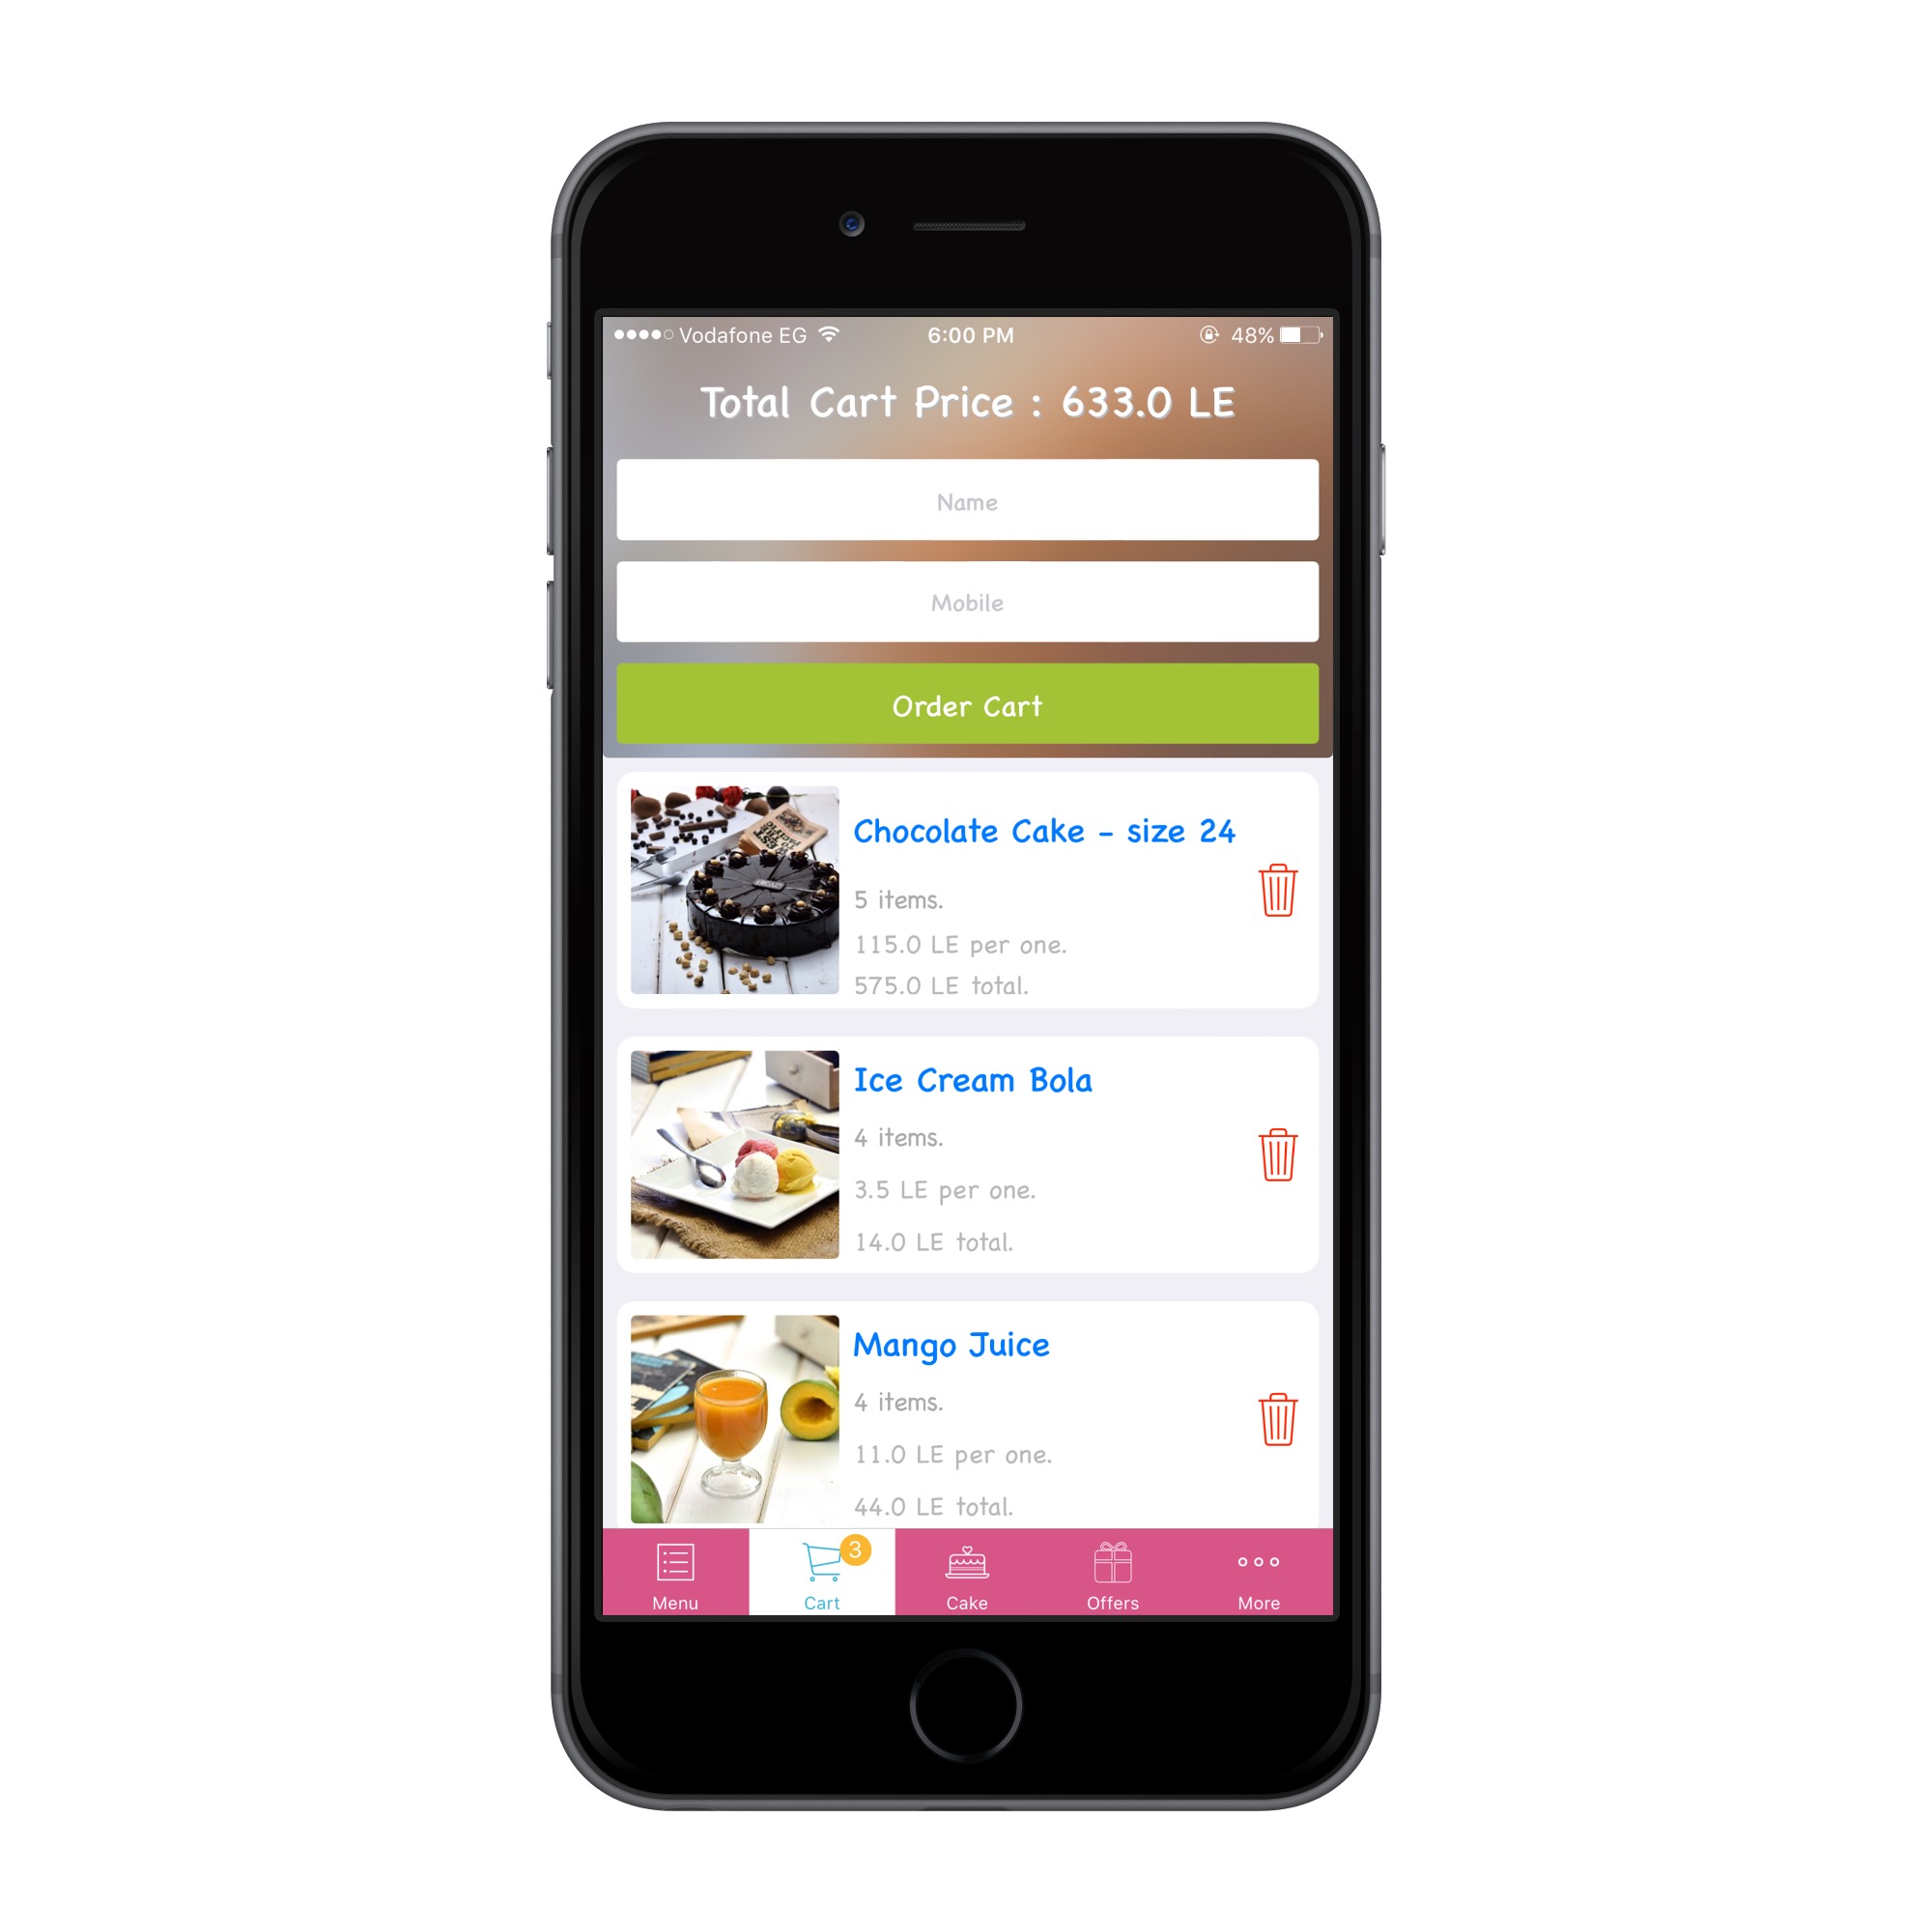 Vodafone EG 6:00 PM 48%
Total Cart Price : 633.0 LE
Name
Mobile
Order Cart
Chocolate Cake - size 24
5 items.
115.0 LE per one.
575.0 LE total.
Ice Cream Bola
4 items.
3.5 LE per one.
14.0 LE total.
Mango Juice
4 items.
11.0 LE per one.
44.0 LE total.
3
Menu Cart Cake Offers More